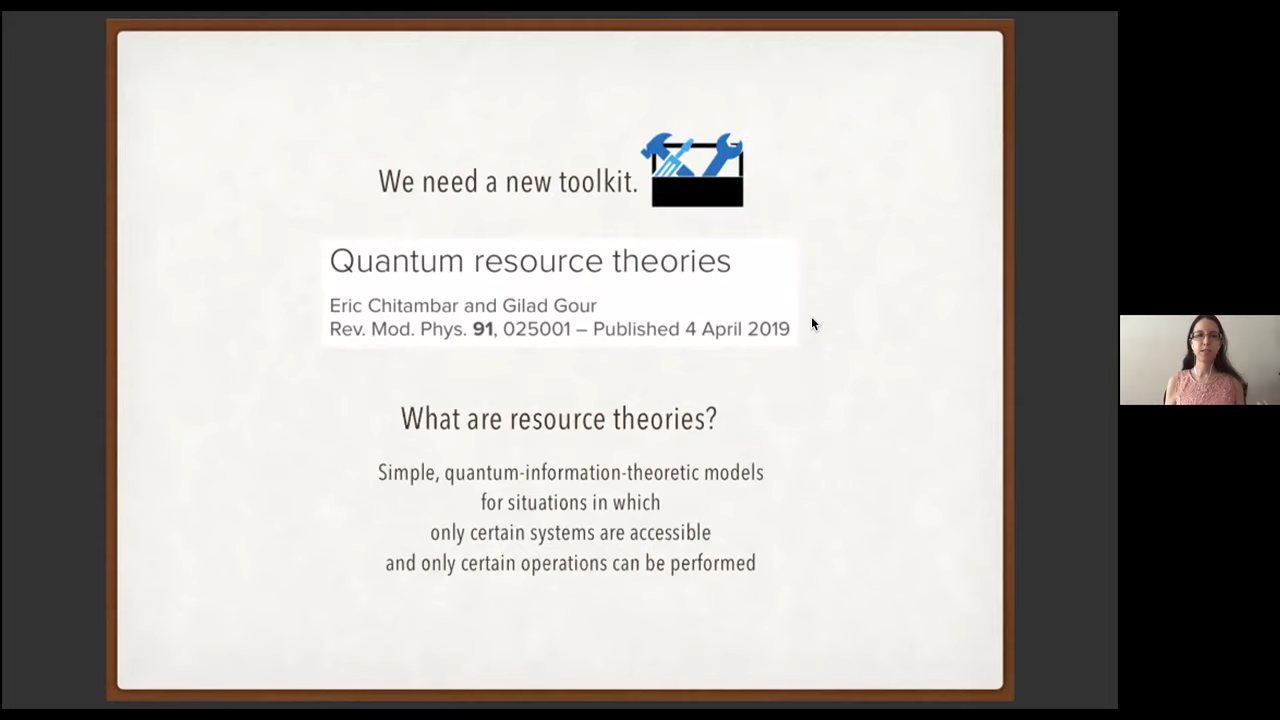 We need a new toolkit.
Quantum resource theories
Eric Chitambar and Gilad Gour
Rev. Mod. Phys. 91, 025001 – Published 4 April 2019
What are resource theories?
Simple, quantum-information-theoretic models
for situations in which
only certain systems are accessible
and only certain operations can be performed